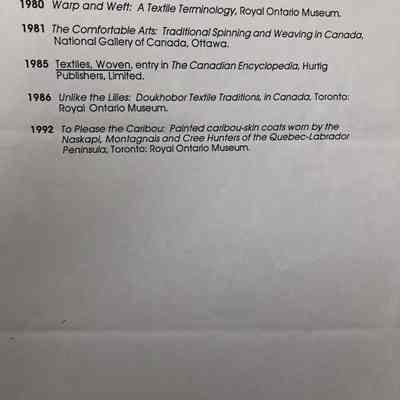 1980 Warp and Weft: A Textile Terminology, Royal Ontario Museum.
1981 The Comfortable Arts: Traditional Spinning and Weaving in Canada,
National Gallery of Canada, Ottawa.
1985 Textiles, Woven, entry in The Canadian Encyclopedia, Hurtig
Publishers, Limited.
1986 Unlike the Lilies: Doukhobor Textile Traditions, in Canada, Toronto:
Royal Ontario Museum.
1992 To Please the Caribou: Painted caribou-skin coats worn by the
Naskapi, Montagnais and Cree Hunters of the Quebec-Labrador
Peninsula, Toronto: Royal Ontario Museum.